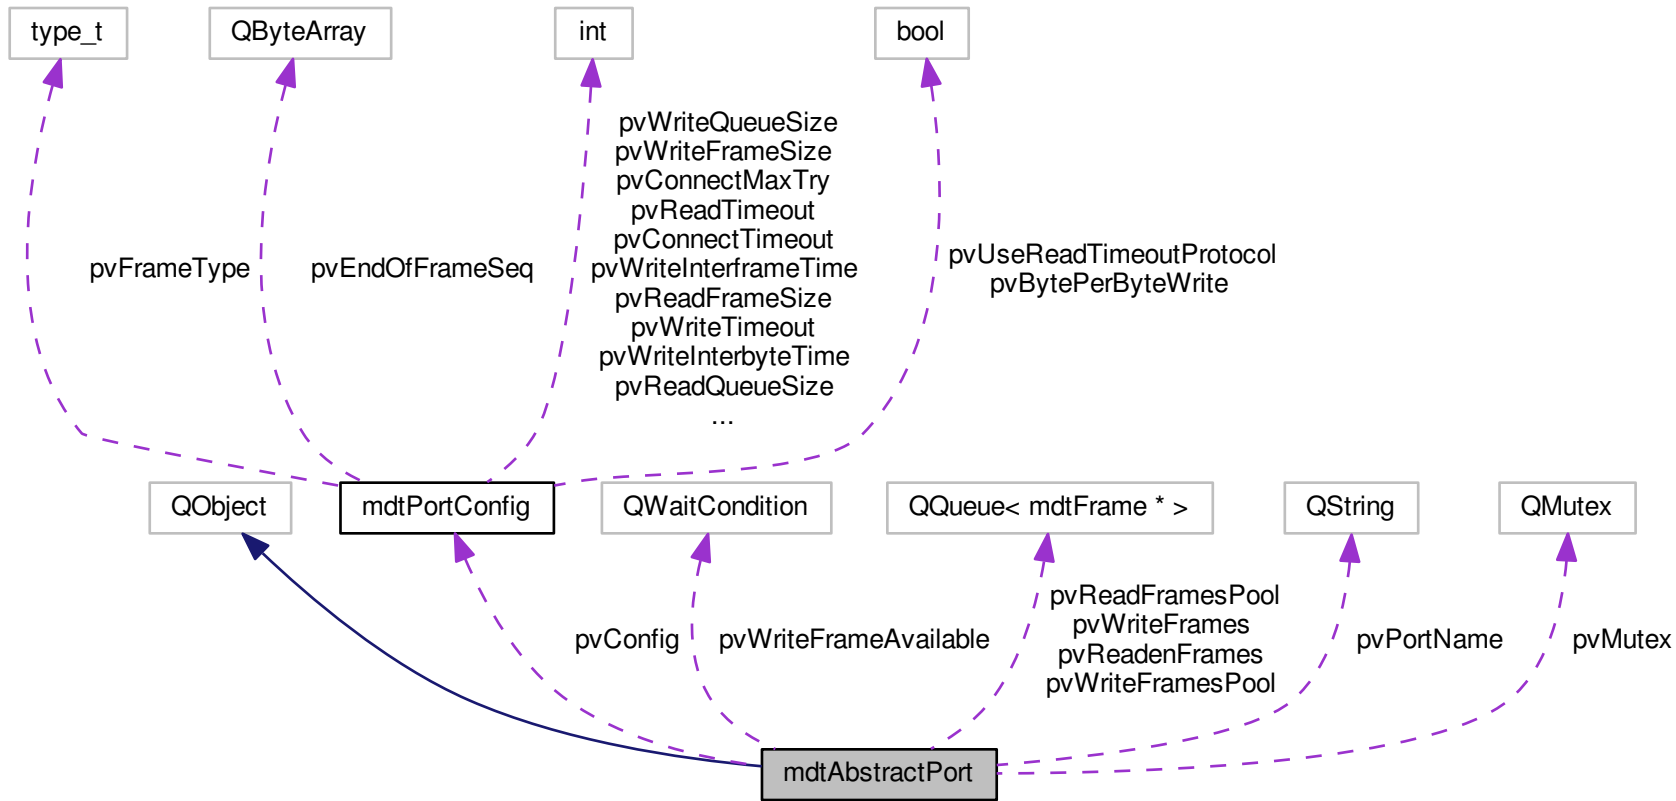 type_t
QByteArray
int
bool
pvWriteQueueSize
pvWriteFrameSize
pvConnectMaxTry
pvReadTimeout
pvConnectTimeout
pvWriteInterframeTime
pvReadFrameSize
pvWriteTimeout
pvWriteInterbyteTime
pvReadQueueSize
...
pvFrameType
pvEndOfFrameSeq
pvUseReadTimeoutProtocol
pvBytePerByteWrite
QObject
mdtPortConfig
QWaitCondition
QQueue< mdtFrame * >
QString
QMutex
pvConfig
pvWriteFrameAvailable
pvReadFramesPool
pvWriteFrames
pvReadenFrames
pvWriteFramesPool
pvPortName
pvMutex
mdtAbstractPort